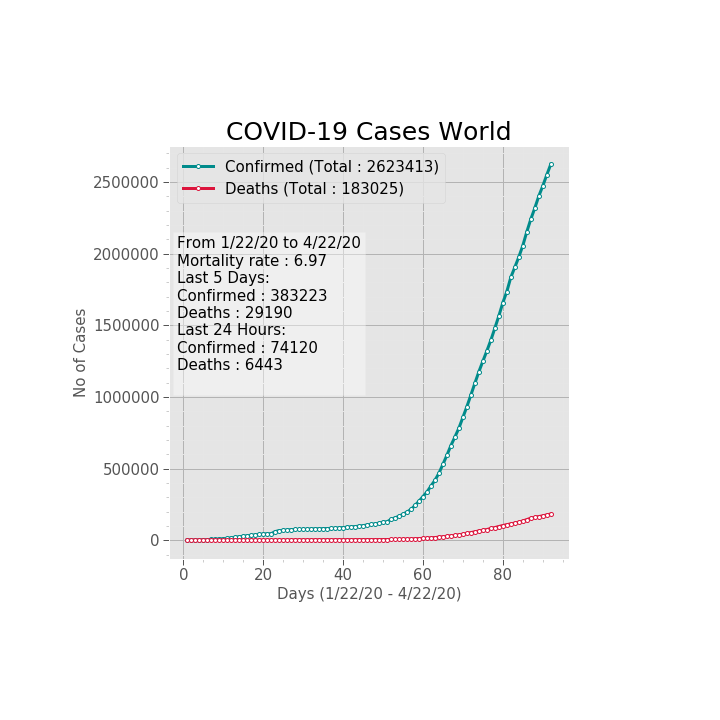 COVID-19 Cases World
Confirmed (Total : 2623413)
Deaths (Total : 183025)
From 1/22/20 to 4/22/20
Mortality rate : 6.97
Last 5 Days:
Confirmed : 383223
Deaths : 29190
Last 24 Hours:
Confirmed : 74120
Deaths : 6443
No of Cases
2500000
2000000
1500000
1000000
500000
0
0 20 40 60 80
Days (1/22/20 - 4/22/20)